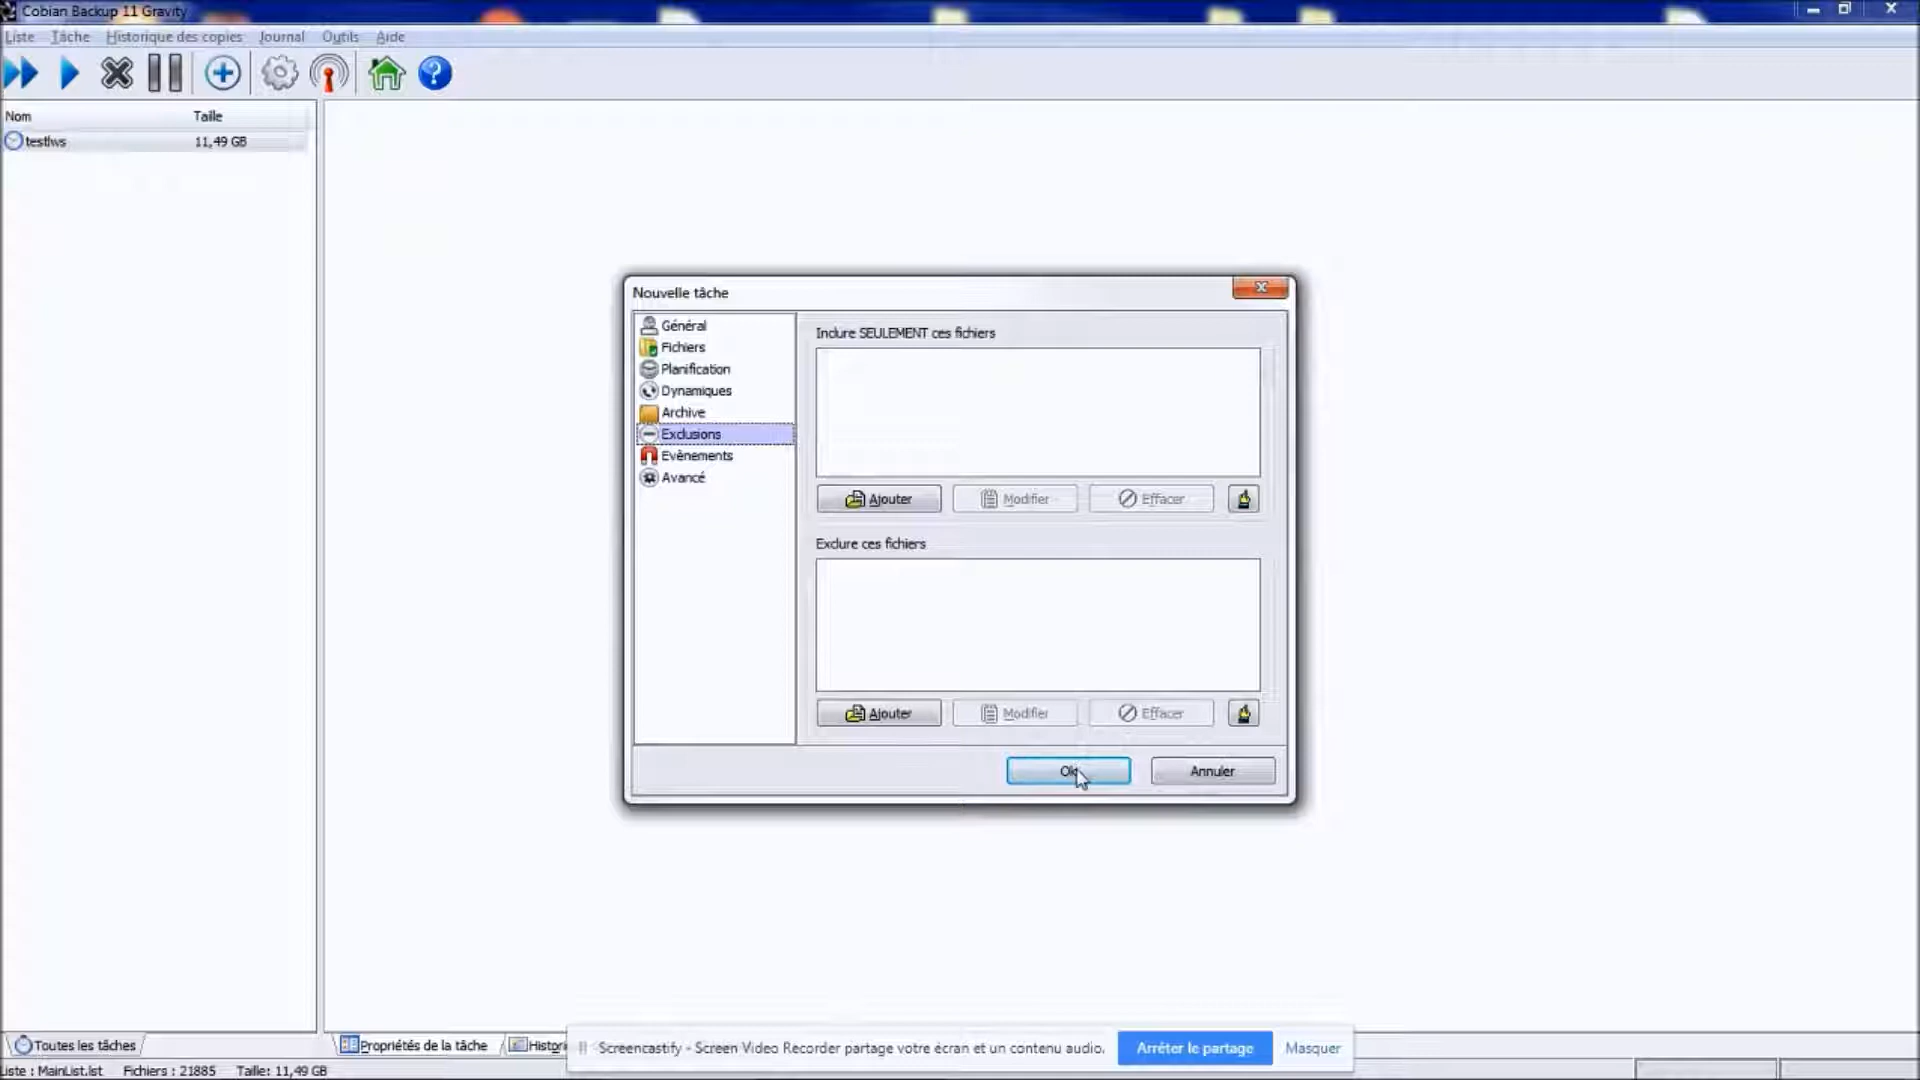 Cobian Backup 11 Gravity
Liste Tâche Historique des copies Journal Outils Aide
Nom Taille
testlws 11,49 GB
Nouvelle tâche
Général
Fichiers
Planification
Dynamiques
Archive
Exclusions
Evènements
Avancé
Inclure SEULEMENT ces fichiers
Ajouter Modifier Effacer
Exclure ces fichiers
Ajouter Modifier Effacer
Ok Annuler
Toutes les tâches Propriétés de la tâche
Screencastify - Screen Video Recorder partage votre écran et un contenu audio. Arrêter le partage Masquer
Liste : MainList.lst Fichiers : 21885 Taille: 11,49 GB